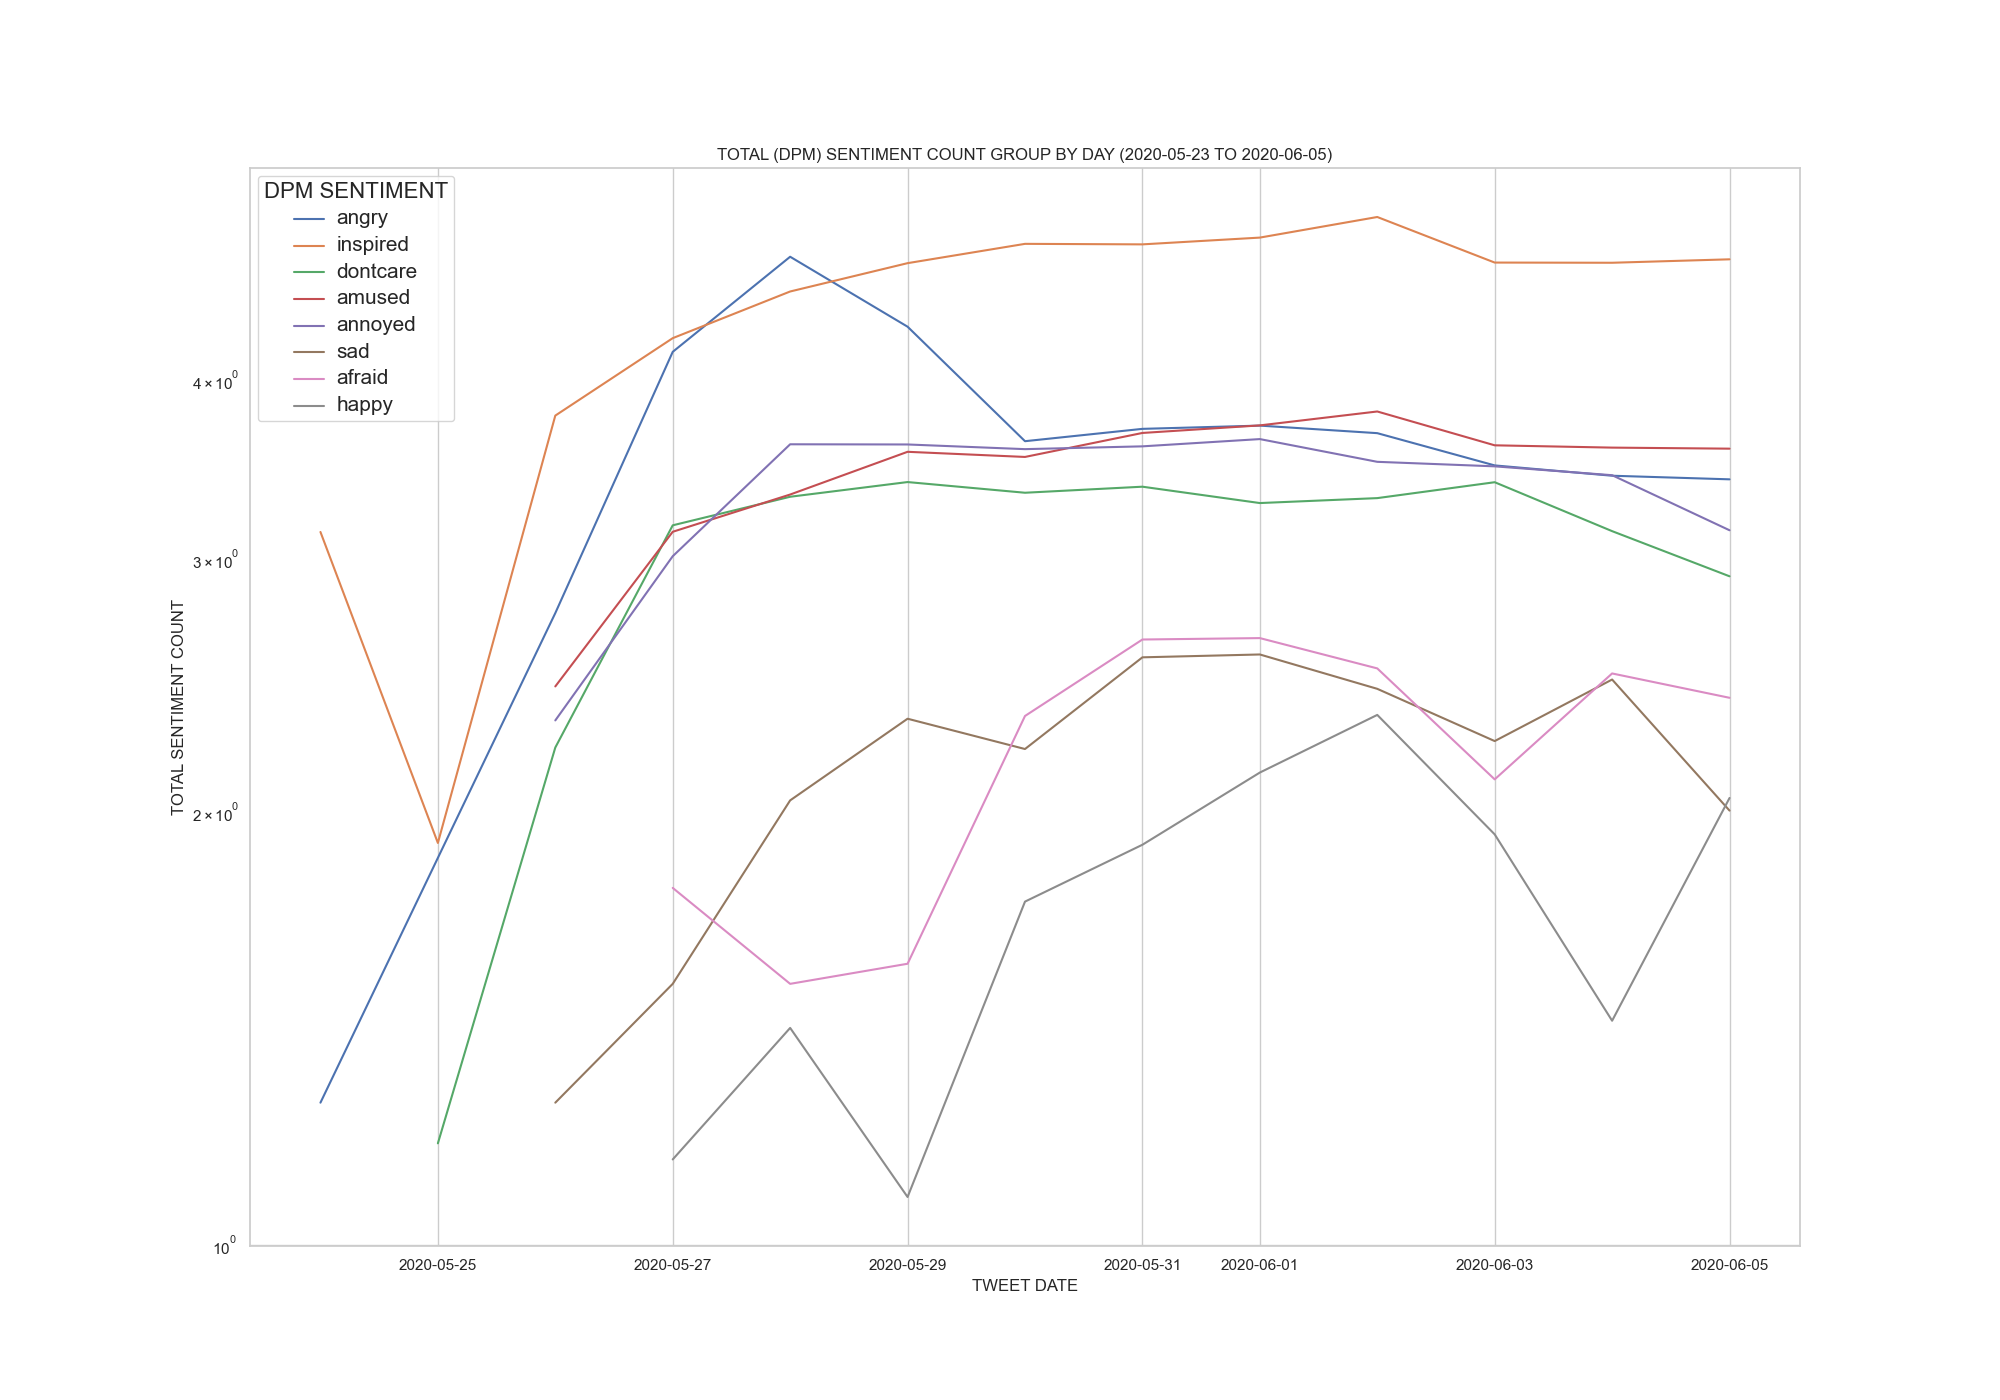 TOTAL (DPM) SENTIMENT COUNT GROUP BY DAY (2020-05-23 TO 2020-06-05)
DPM SENTIMENT
angry
inspired
dontcare
amused
annoyed
sad
afraid
happy
TOTAL SENTIMENT COUNT
4 × 10⁰
3 × 10⁰
2 × 10⁰
10⁰
2020-05-25 2020-05-27 2020-05-29 2020-05-31 2020-06-01 2020-06-03 2020-06-05
TWEET DATE